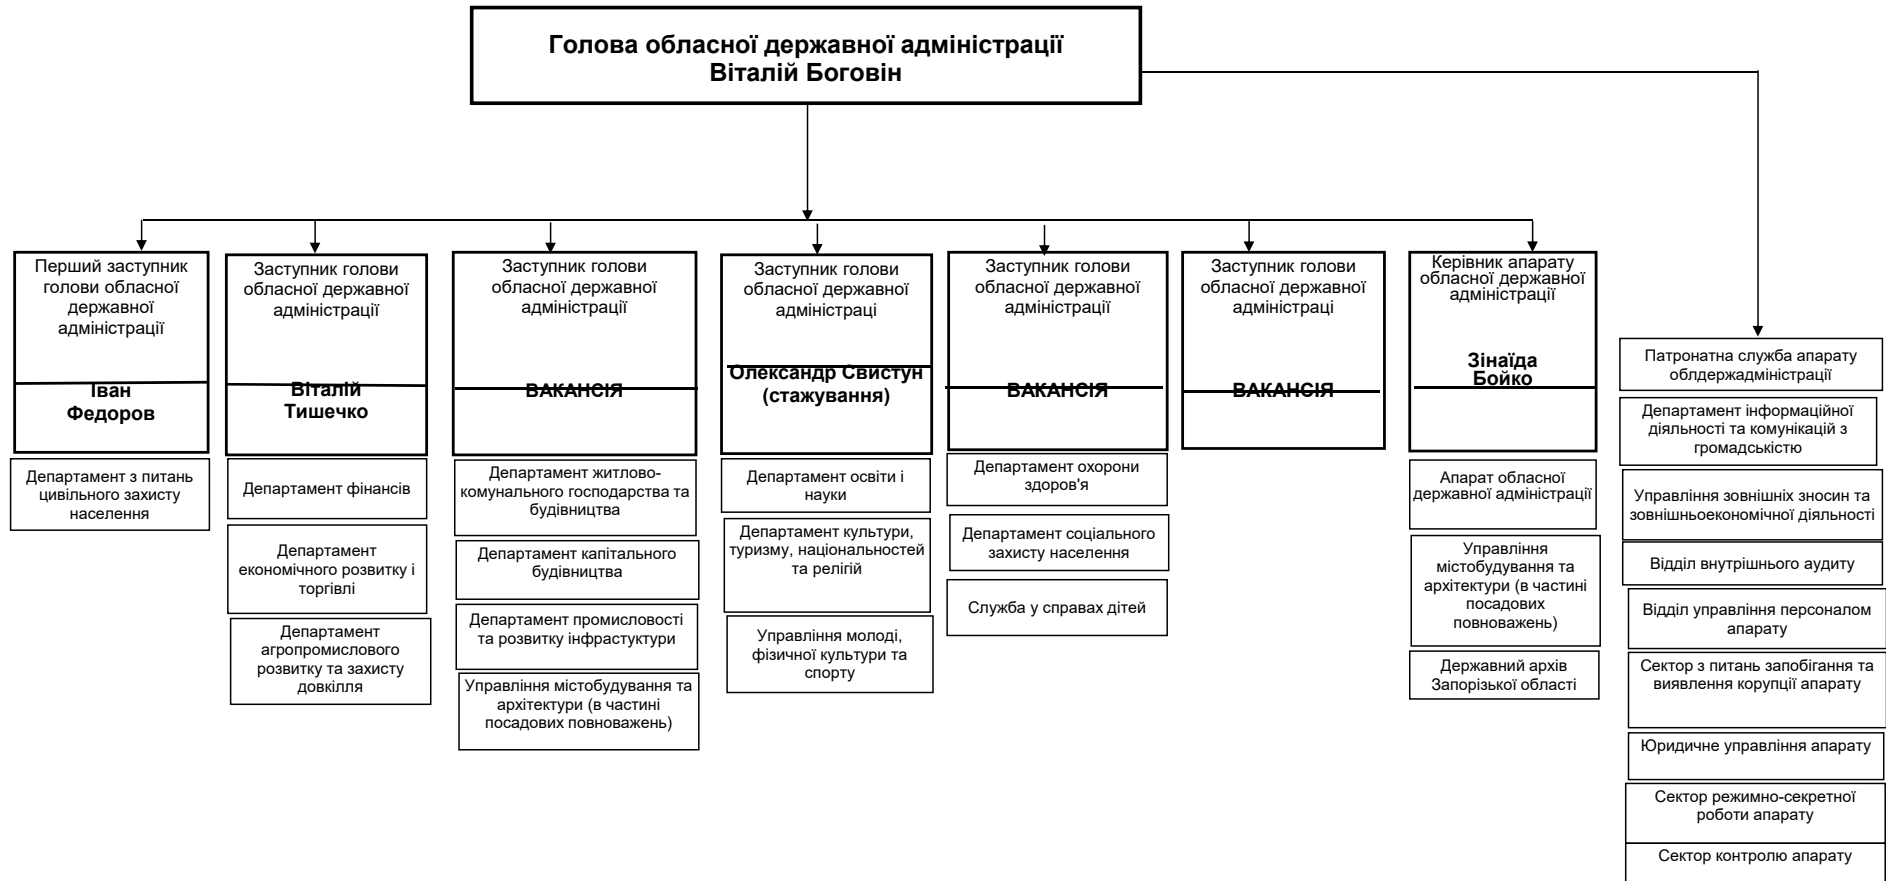 Голова обласної державної адміністрації
Віталій Боговін
Перший заступник
голови обласної
державної
адміністрації
Іван
Федоров
Департамент з питань
цивільного захисту
населення
Заступник голови
обласної державної
адміністрації
Віталій
Тишечко
Департамент фінансів
Департамент
економічного розвитку і
торгівлі
Департамент
агропромислового
розвитку та захисту
довкілля
Заступник голови
обласної державної
адміністрації
ВАКАНСІЯ
Департамент житлово-
комунального господарства та
будівництва
Департамент капітального
будівництва
Департамент промисловості
та розвитку інфраструктури
Управління містобудування та
архітектури (в частині
посадових повноважень)
Заступник голови
обласної державної
адміністраці
Олександр Свистун
(стажування)
Департамент освіти і
науки
Департамент культури,
туризму, національностей
та релігій
Управління молоді,
фізичної культури та
спорту
Заступник голови
обласної державної
адміністрації
ВАКАНСІЯ
Департамент охорони
здоров'я
Департамент соціального
захисту населення
Служба у справах дітей
Заступник голови
обласної державної
адміністраці
ВАКАНСІЯ
Керівник апарату
обласної державної
адміністрації
Зінаїда
Бойко
Апарат обласної
державної адміністрації
Управління
містобудування та
архітектури (в частині
посадових
повноважень)
Державний архів
Запорізької області
Патронатна служба апарату
облдержадміністрації
Департамент інформаційної
діяльності та комунікацій з
громадськістю
Управління зовнішніх зносин та
зовнішньоекономічної діяльності
Відділ внутрішнього аудиту
Відділ управління персоналом
апарату
Сектор з питань запобігання та
виявлення корупції апарату
Юридичне управління апарату
Сектор режимно-секретної
роботи апарату
Сектор контролю апарату